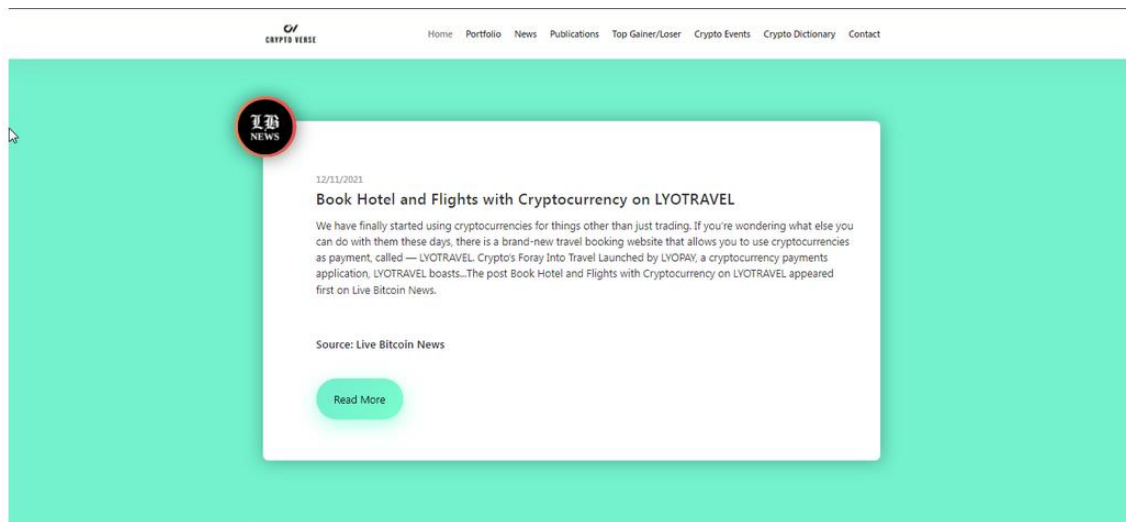 CRYPTO VERSE
Home Portfolio News Publications Top Gainer/Loser Crypto Events Crypto Dictionary Contact
LB
NEWS
12/11/2021
Book Hotel and Flights with Cryptocurrency on LYOTRAVEL
We have finally started using cryptocurrencies for things other than just trading. If you're wondering what else you
can do with them these days, there is a brand-new travel booking website that allows you to use cryptocurrencies
as payment, called — LYOTRAVEL. Crypto's Foray Into Travel Launched by LYOPAY, a cryptocurrency payments
application, LYOTRAVEL boasts...The post Book Hotel and Flights with Cryptocurrency on LYOTRAVEL appeared
first on Live Bitcoin News.
Source: Live Bitcoin News
Read More